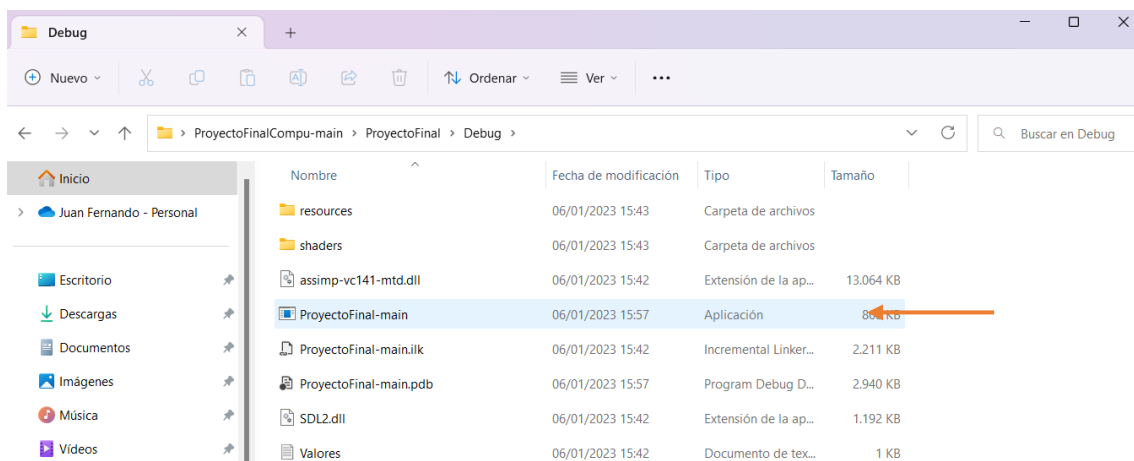 Debug
Nuevo
Ordenar
Ver
ProyectoFinalCompu-main > ProyectoFinal > Debug >
Buscar en Debug
Inicio
Juan Fernando - Personal
Escritorio
Descargas
Documentos
Imágenes
Música
Vídeos
Nombre Fecha de modificación Tipo Tamaño
resources 06/01/2023 15:43 Carpeta de archivos
shaders 06/01/2023 15:43 Carpeta de archivos
assimp-vc141-mtd.dll 06/01/2023 15:42 Extensión de la ap... 13.064 KB
ProyectoFinal-main 06/01/2023 15:57 Aplicación KB
ProyectoFinal-main.ilk 06/01/2023 15:42 Incremental Linker... 2.211 KB
ProyectoFinal-main.pdb 06/01/2023 15:57 Program Debug D... 2.940 KB
SDL2.dll 06/01/2023 15:42 Extensión de la ap... 1.192 KB
Valores 06/01/2023 15:42 Documento de tex... 1 KB